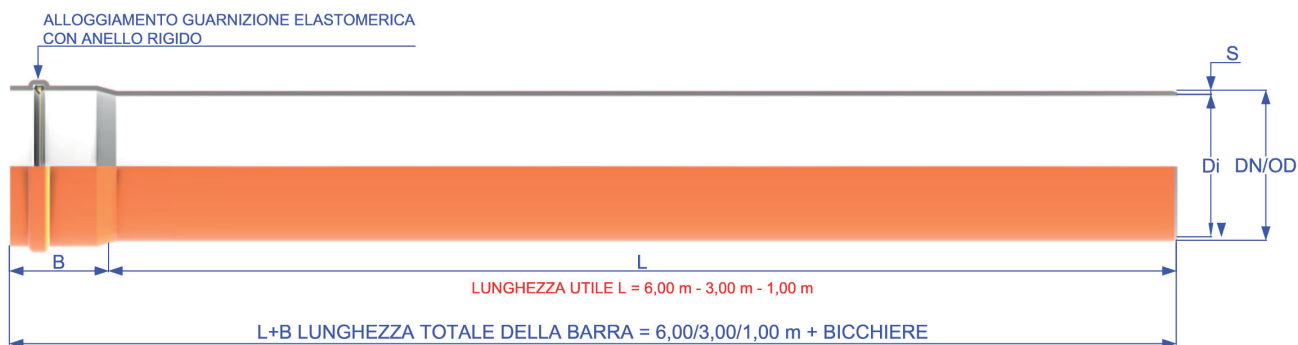 ALLOGGIAMENTO GUARNIZIONE ELASTOMERICA
CON ANELLO RIGIDO
S
Di
DN/OD
B
L
LUNGHEZZA UTILE L = 6,00 m - 3,00 m - 1,00 m
L+B LUNGHEZZA TOTALE DELLA BARRA = 6,00/3,00/1,00 m + BICCHIERE